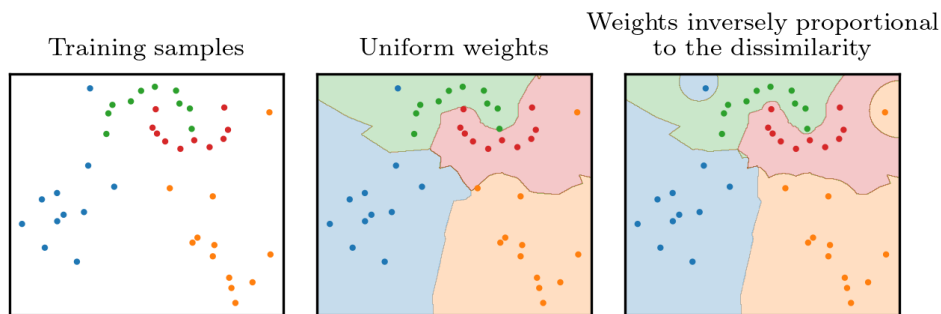 Training samples
Uniform weights
Weights inversely proportional
to the dissimilarity